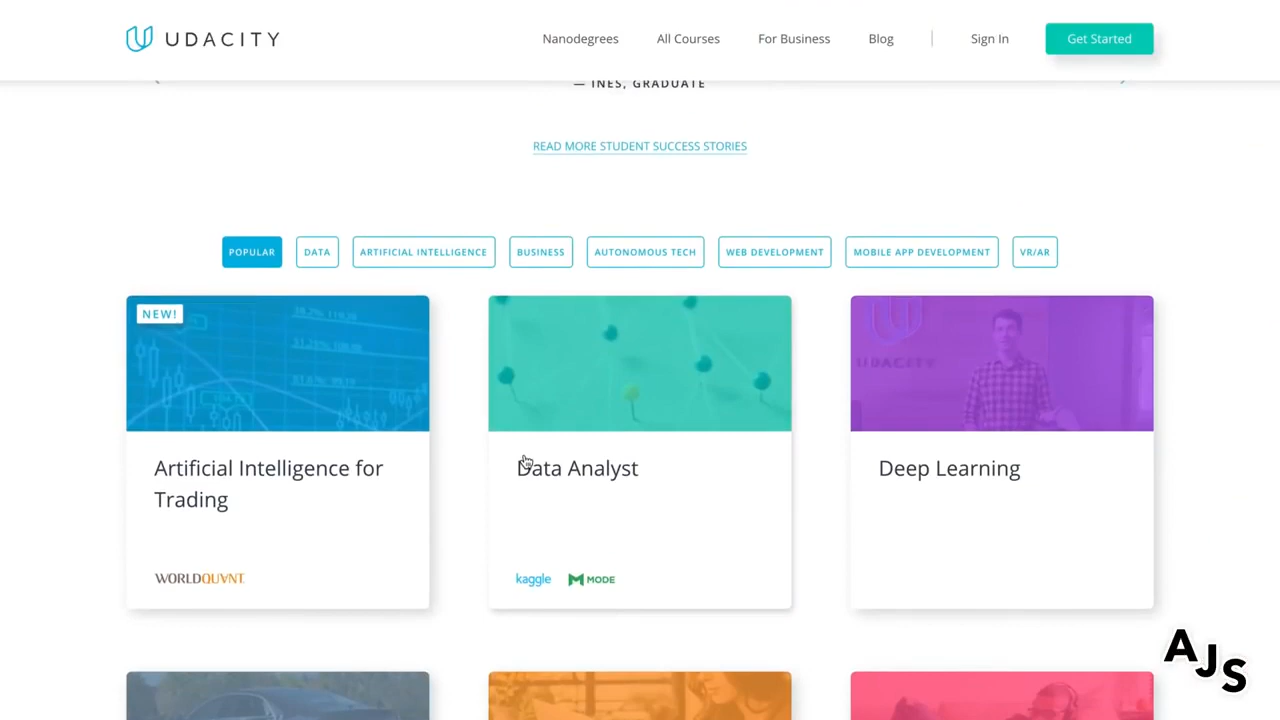 UDACITY
Nanodegrees
All Courses
For Business
Blog
Sign In
Get Started
— INES, GRADUATE
READ MORE STUDENT SUCCESS STORIES
POPULAR
DATA
ARTIFICIAL INTELLIGENCE
BUSINESS
AUTONOMOUS TECH
WEB DEVELOPMENT
MOBILE APP DEVELOPMENT
VR/AR
NEW!
UDACITY
Artificial Intelligence for
Trading
Data Analyst
Deep Learning
WORLDQUANT
kaggle
MODE
AJS